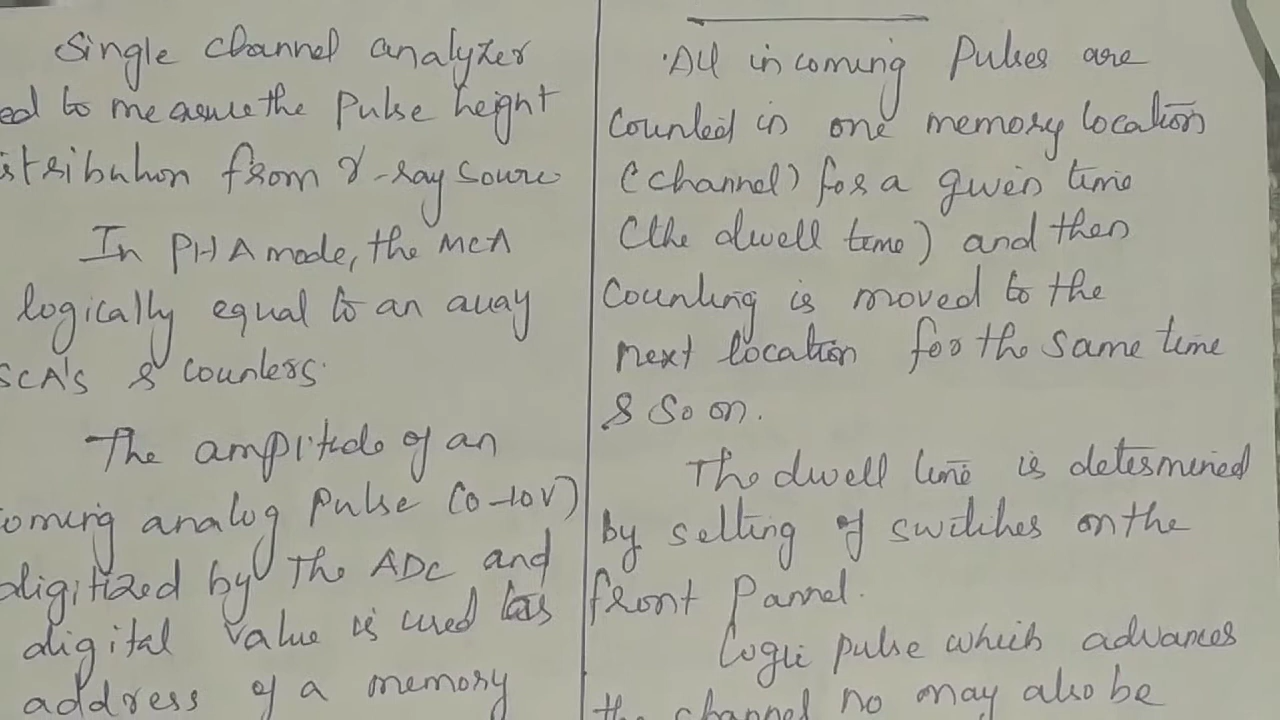 Single channel analyzer
ed to measure the Pulse height
istribution from γ-ray source
In PHA mode, the MCA
logically equal to an array
SCA's & counters.
The amplitude of an
oming analog Pulse (0-10V)
digitized by the ADC and
digital value is used as
address of a memory
All incoming Pulses are
Counted in one memory location
(channel) for a given time
(the dwell time) and then
Counting is moved to the
next location for the same time
& so on.
The dwell time is determined
by setting of switches on the
front Pannel.
Logic pulse which advances
the channel no may also be